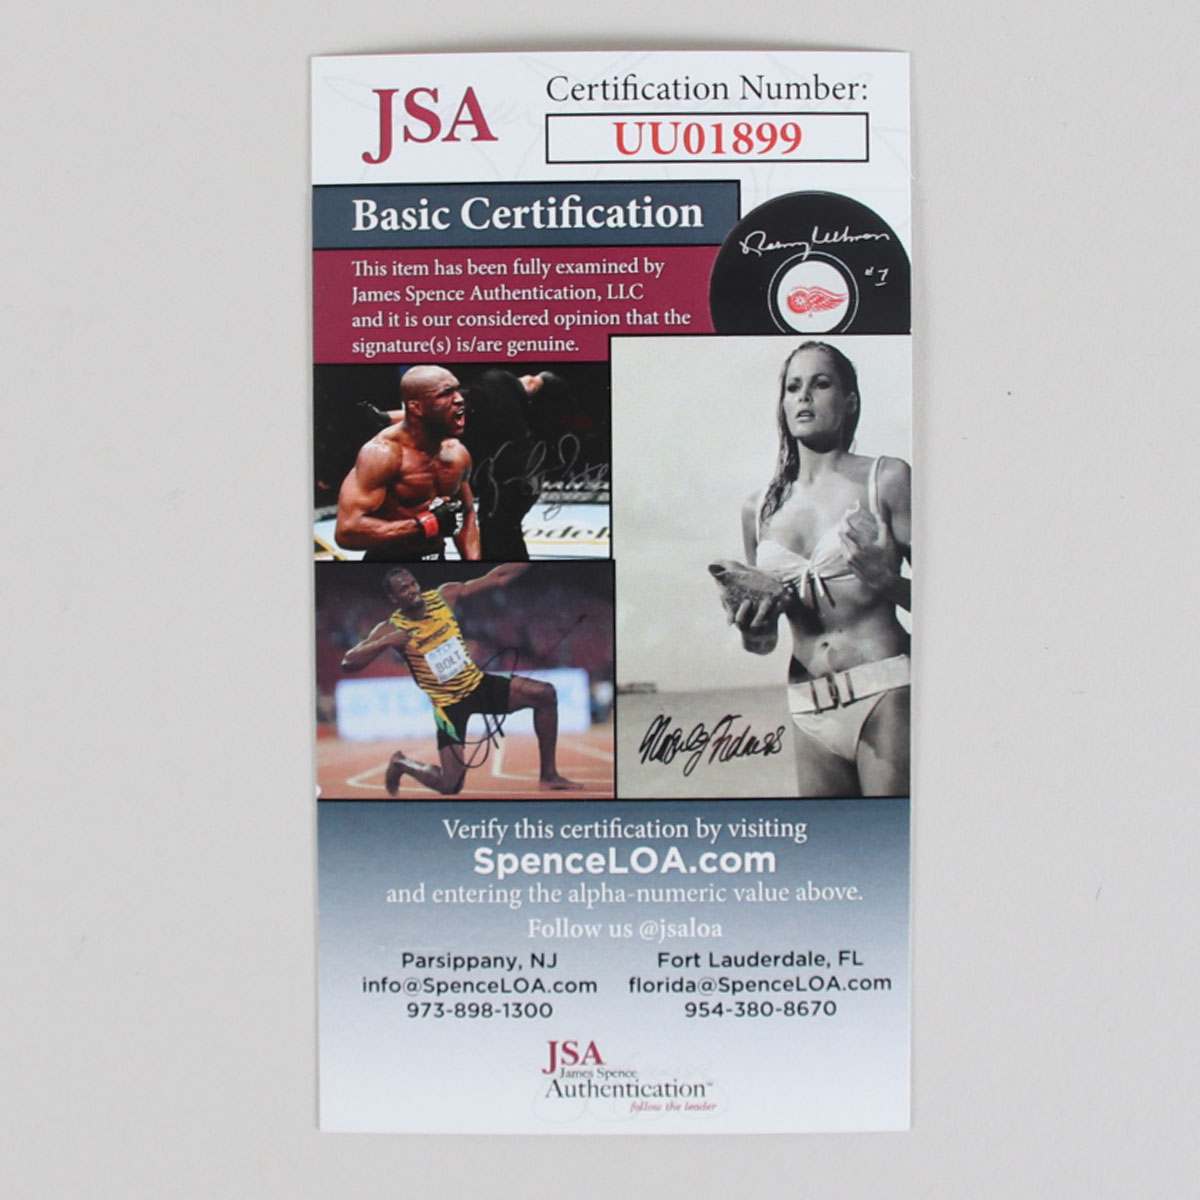 JSA
Certification Number:
UU01899
Basic Certification
This item has been fully examined by
James Spence Authentication, LLC
and it is our considered opinion that the
signature(s) is/are genuine.
#7
BOLT
Verify this certification by visiting
SpenceLOA.com
and entering the alpha-numeric value above.
Follow us @jsaloa
Parsippany, NJ
info@SpenceLOA.com
973-898-1300
Fort Lauderdale, FL
florida@SpenceLOA.com
954-380-8670
JSA
James Spence
Authentication™
follow the leader